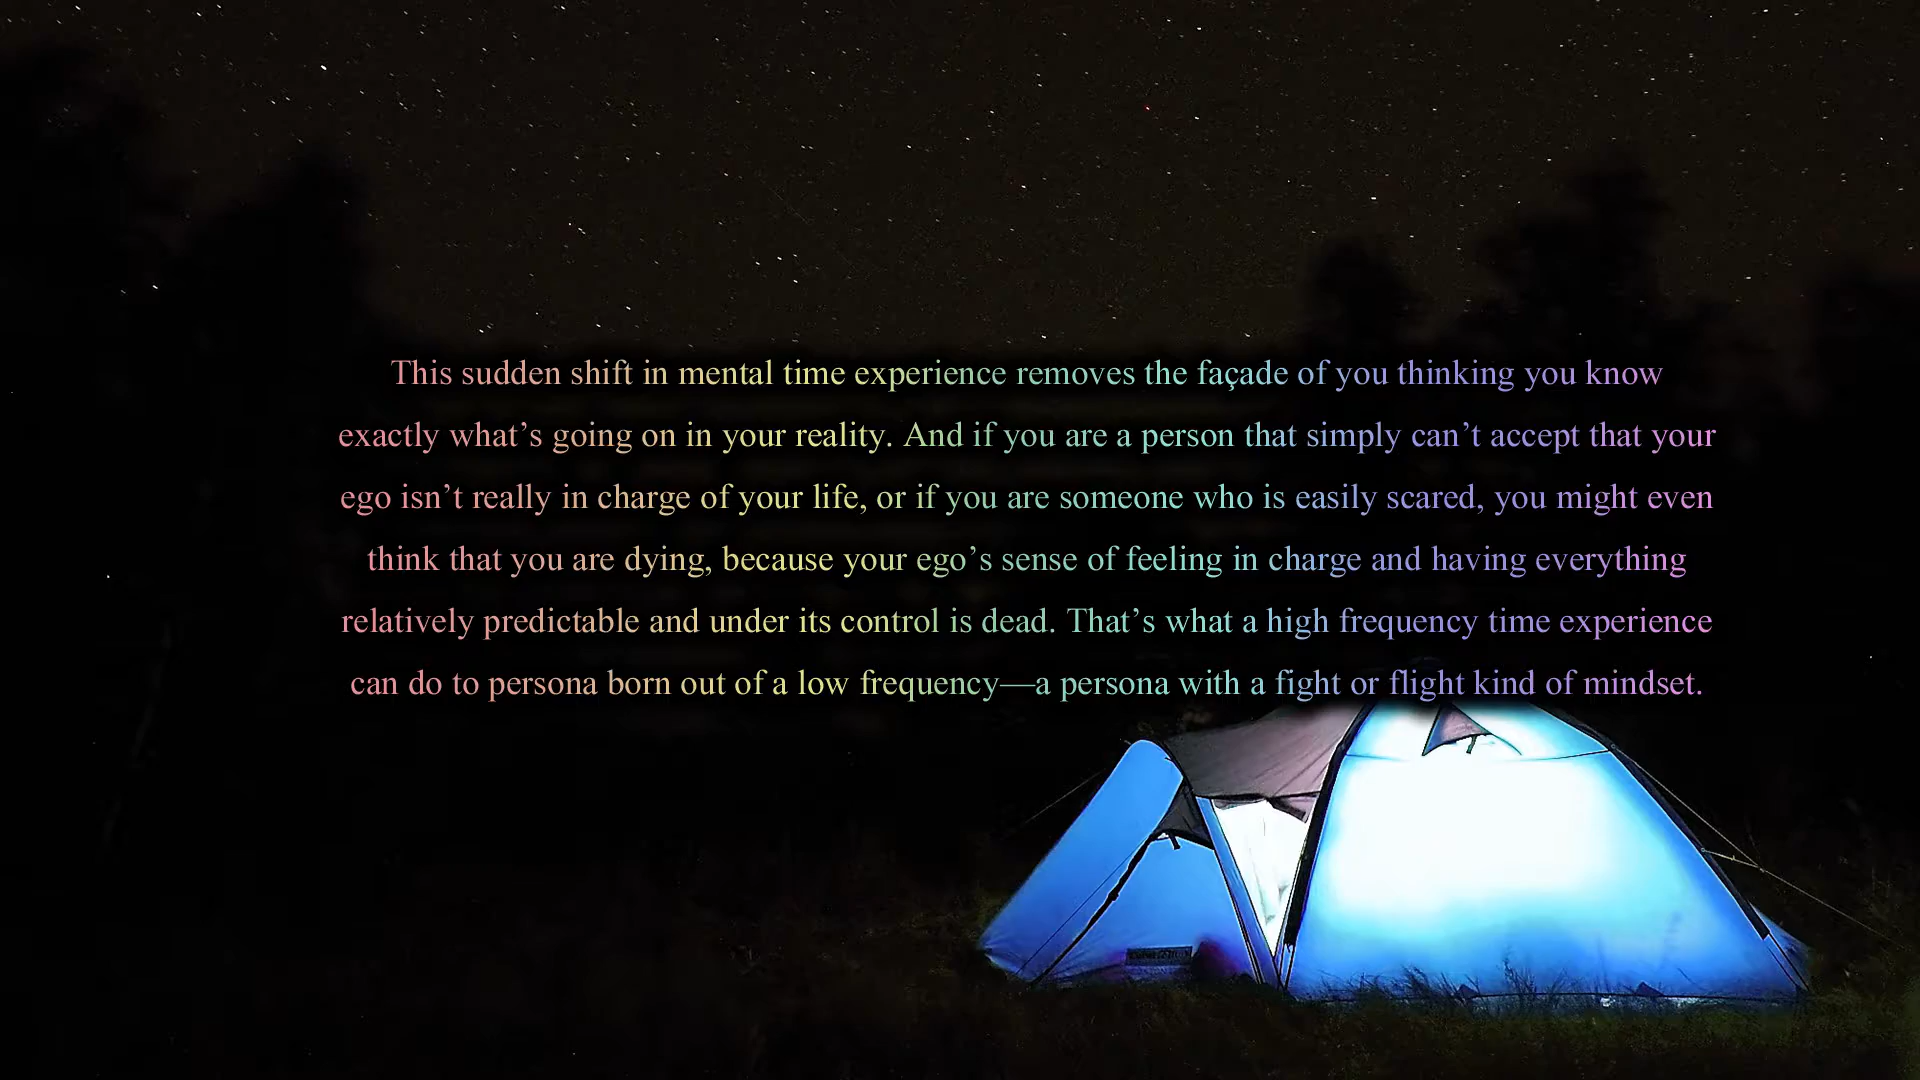 This sudden shift in mental time experience removes the façade of you thinking you know
exactly what’s going on in your reality. And if you are a person that simply can’t accept that your
ego isn’t really in charge of your life, or if you are someone who is easily scared, you might even
think that you are dying, because your ego’s sense of feeling in charge and having everything
relatively predictable and under its control is dead. That’s what a high frequency time experience
can do to persona born out of a low frequency—a persona with a fight or flight kind of mindset.